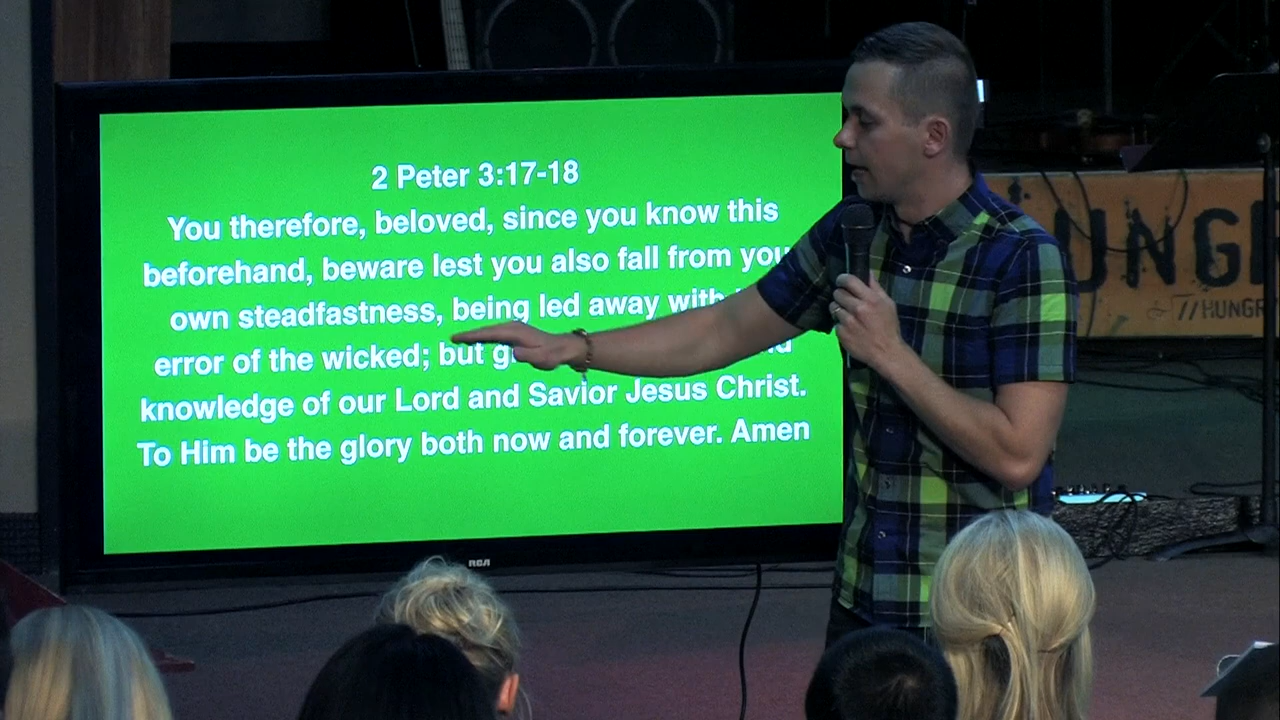 2 Peter 3:17-18
You therefore, beloved, since you know this
beforehand, beware lest you also fall from you
own steadfastness, being led away with
error of the wicked; but g
knowledge of our Lord and Savior Jesus Christ.
To Him be the glory both now and forever. Amen
RCA
UNG
//HUNGR